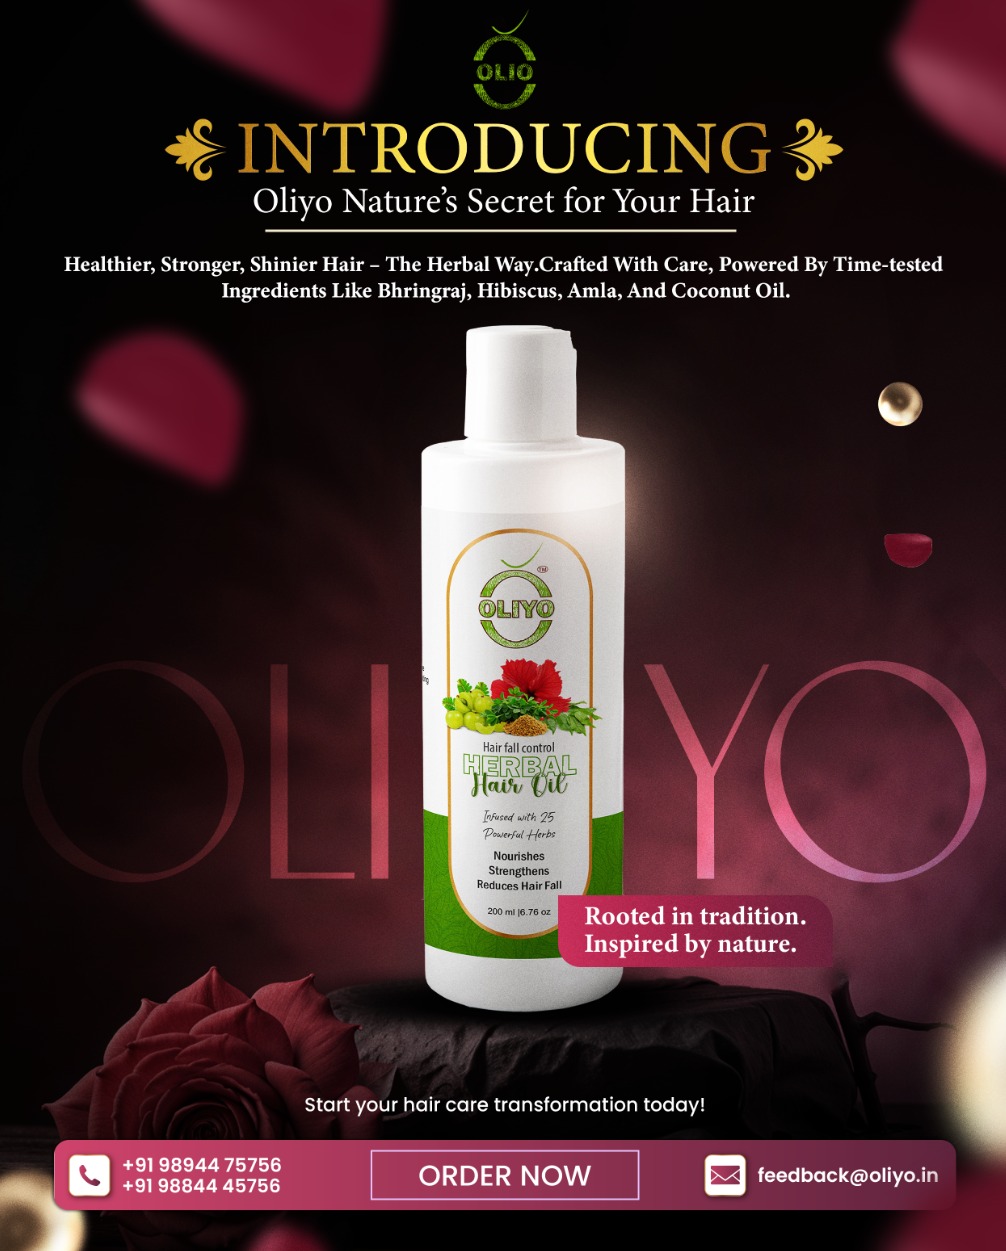 OLIO
INTRODUCING
Oliyo Nature's Secret for Your Hair
Healthier, Stronger, Shinier Hair – The Herbal Way.Crafted With Care, Powered By Time-tested
Ingredients Like Bhringraj, Hibiscus, Amla, And Coconut Oil.
OLIYO
TM
OLIYO
Hair fall control
HERBAL
Hair Oil
Infused with 25
Powerful Herbs
Nourishes
Strengthens
Reduces Hair Fall
200 ml |6.76 oz
Rooted in tradition.
Inspired by nature.
Start your hair care transformation today!
+91 98944 75756
+91 98844 45756
ORDER NOW
feedback@oliyo.in